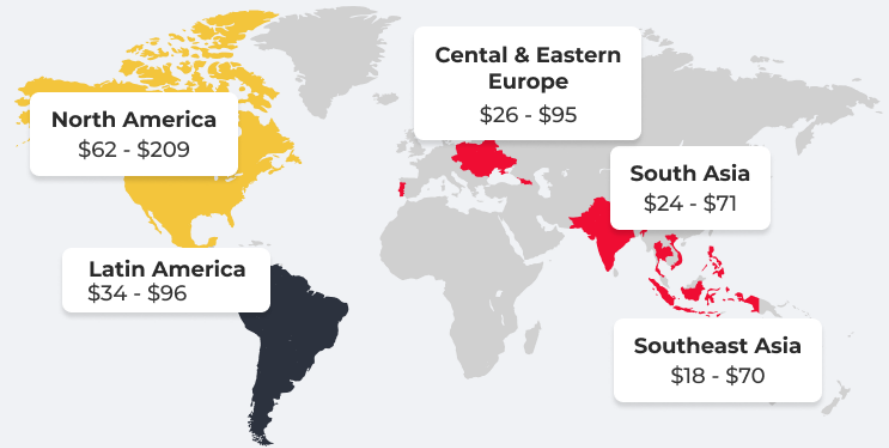 Cental & Eastern
Europe
$26 - $95
North America
$62 - $209
South Asia
$24 - $71
Latin America
$34 - $96
Southeast Asia
$18 - $70